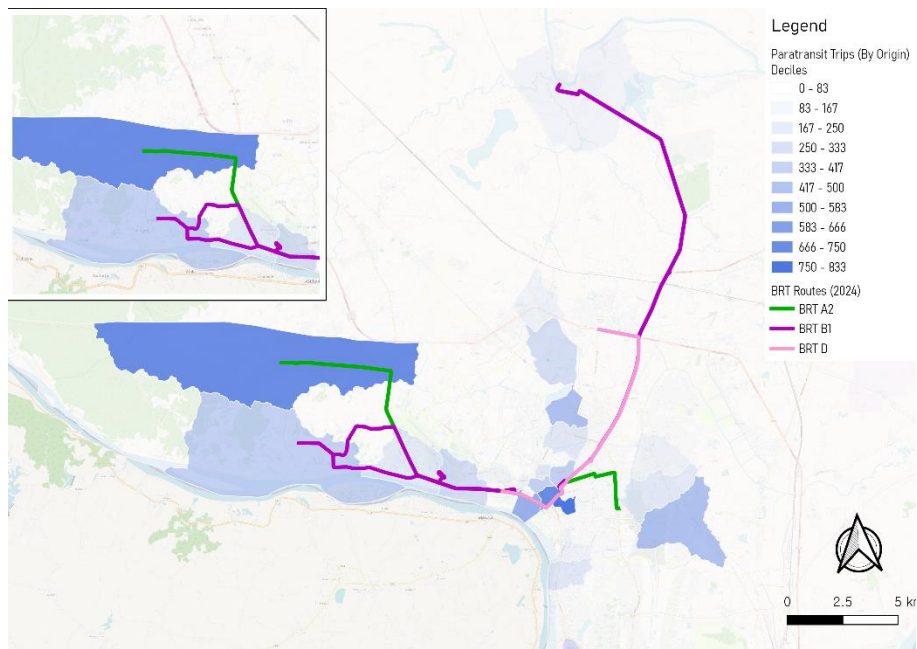 Legend
Paratransit Trips (By Origin)
Deciles
0 - 83
83 - 167
167 - 250
250 - 333
333 - 417
417 - 500
500 - 583
583 - 666
666 - 750
750 - 833
BRT Routes (2024)
BRT A2
BRT B1
BRT D
0 2.5 5 km